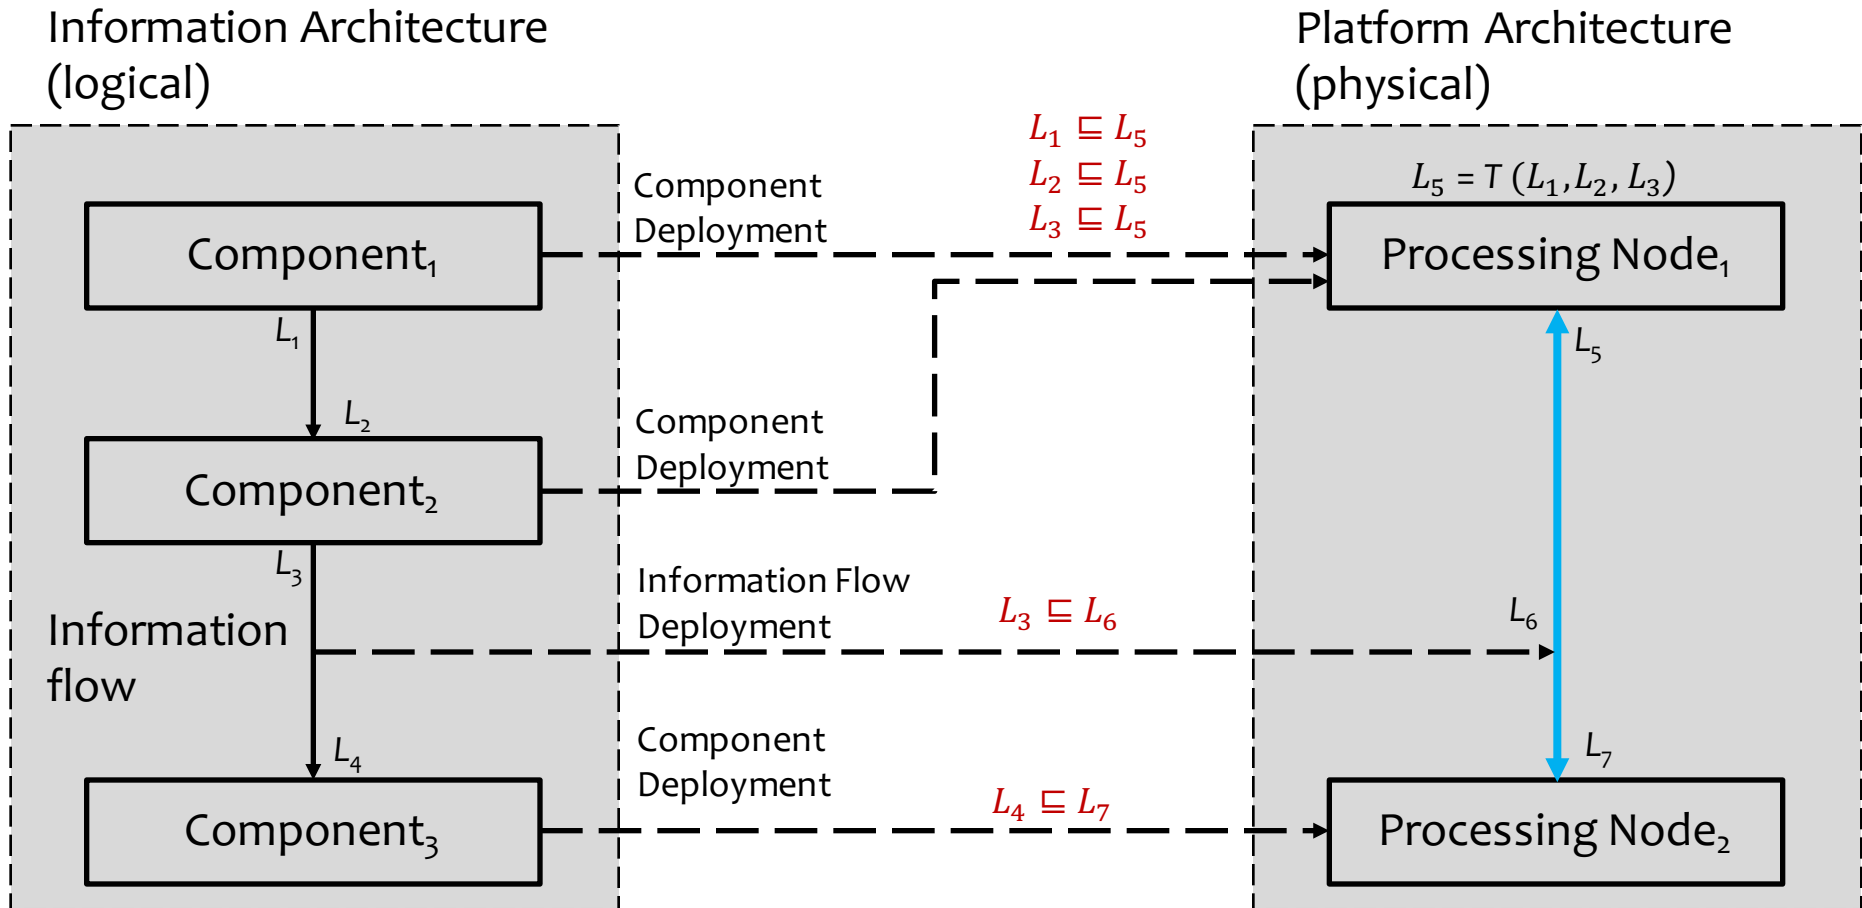 Information Architecture
(logical)
Platform Architecture
(physical)
L₁ ⊑ L₅
L₂ ⊑ L₅
L₃ ⊑ L₅
Component
Deployment
L₅ = T (L₁, L₂, L₃)
Component₁
Processing Node₁
L₁
L₅
L₂
Component
Deployment
Component₂
L₃
Information Flow
Deployment
L₃ ⊑ L₆
L₆
Information
flow
L₄
Component
Deployment
L₇
L₄ ⊑ L₇
Component₃
Processing Node₂